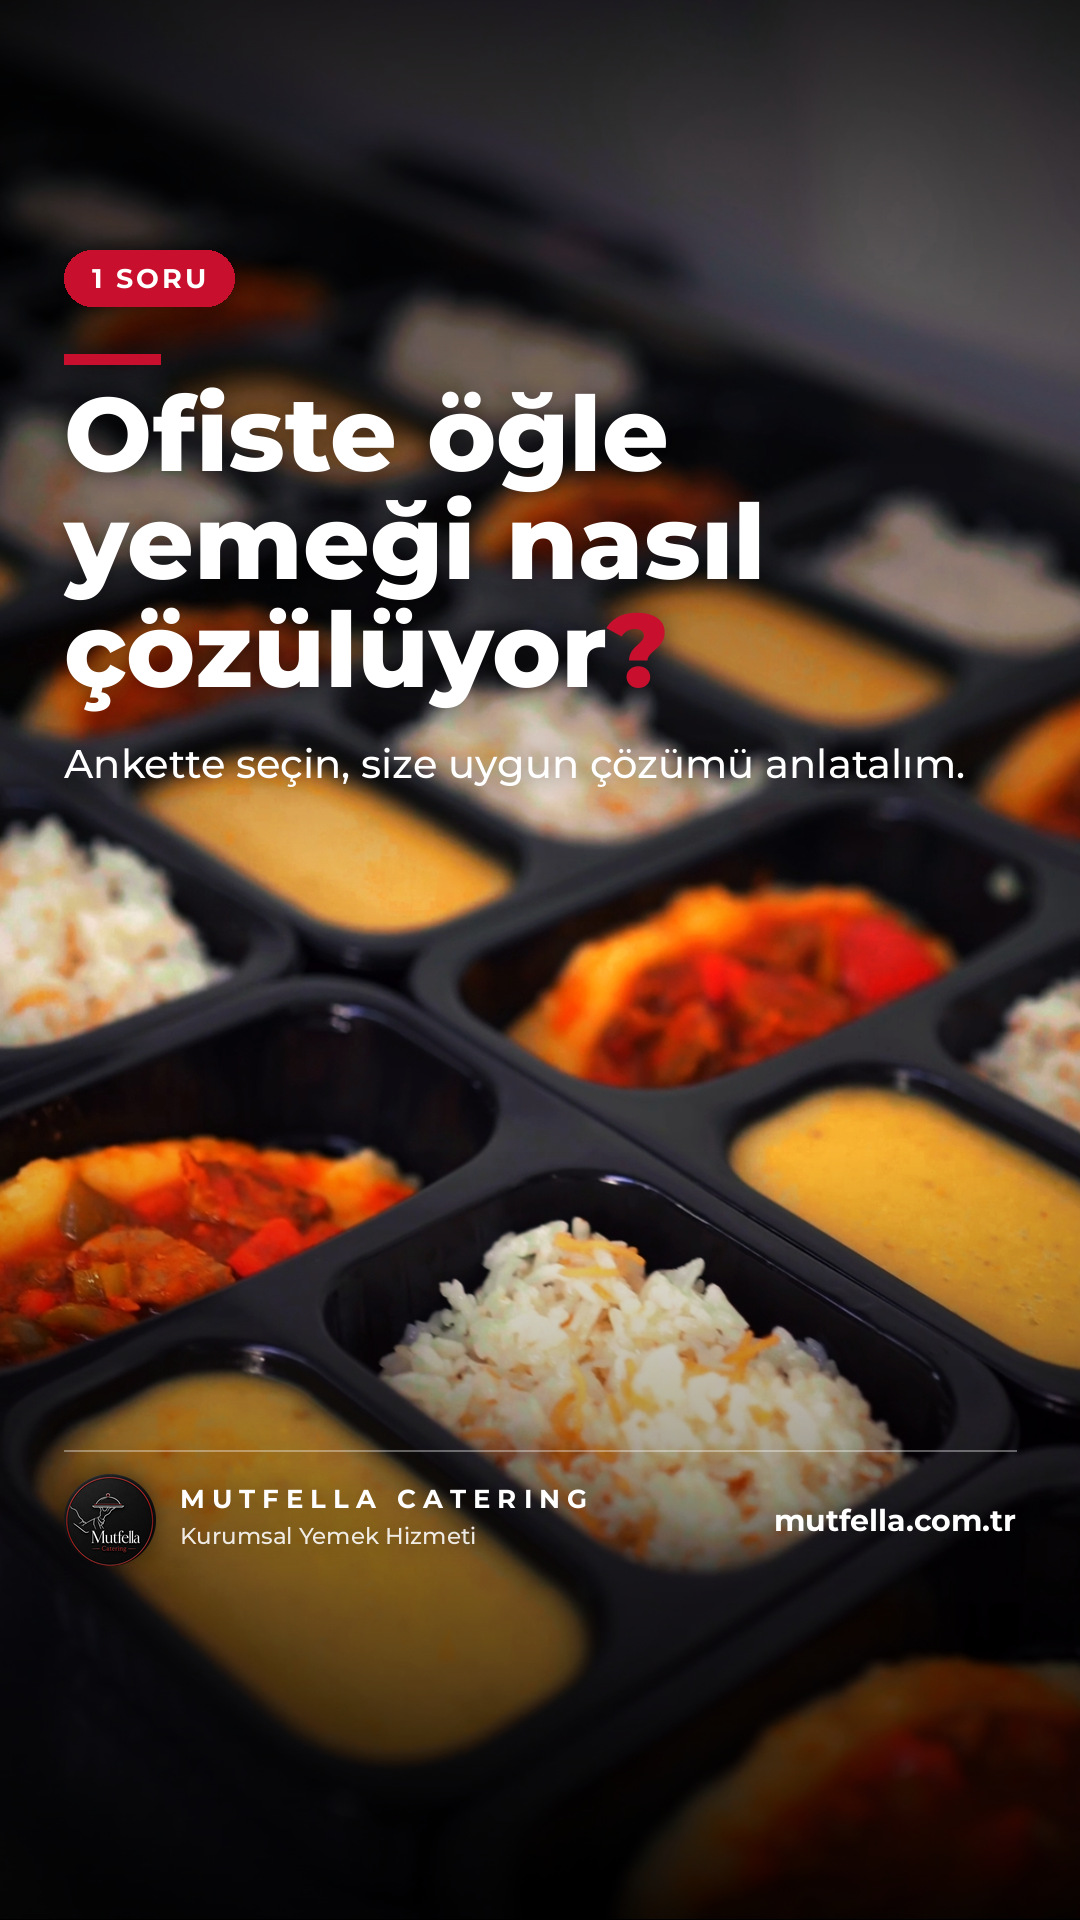 1 SORU
Ofiste öğle
yemeği nasıl
çözülüyor?
Ankette seçin, size uygun çözümü anlatalım.
MUTFELLA CATERING
Kurumsal Yemek Hizmeti
Mutfella
Catering
mutfella.com.tr